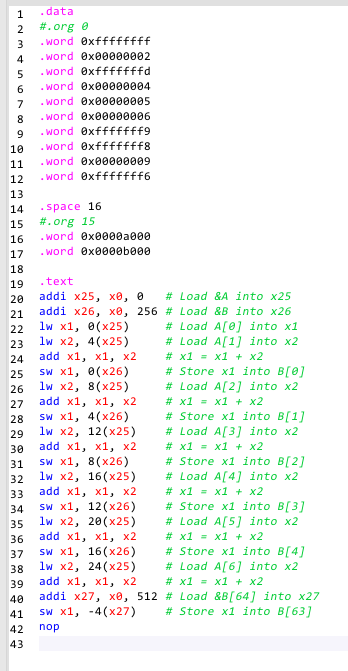 1 .data
2 #.org 0
3 .word 0xffffffff
4 .word 0x00000002
5 .word 0xfffffffd
6 .word 0x00000004
7 .word 0x00000005
8 .word 0x00000006
9 .word 0xfffffff9
10 .word 0xfffffff8
11 .word 0x00000009
12 .word 0xfffffff6
13
14 .space 16
15 #.org 15
16 .word 0x0000a000
17 .word 0x0000b000
18
19 .text
20 addi x25, x0, 0 # Load &A into x25
21 addi x26, x0, 256 # Load &B into x26
22 lw x1, 0(x25) # Load A[0] into x1
23 lw x2, 4(x25) # Load A[1] into x2
24 add x1, x1, x2 # x1 = x1 + x2
25 sw x1, 0(x26) # Store x1 into B[0]
26 lw x2, 8(x25) # Load A[2] into x2
27 add x1, x1, x2 # x1 = x1 + x2
28 sw x1, 4(x26) # Store x1 into B[1]
29 lw x2, 12(x25) # Load A[3] into x2
30 add x1, x1, x2 # x1 = x1 + x2
31 sw x1, 8(x26) # Store x1 into B[2]
32 lw x2, 16(x25) # Load A[4] into x2
33 add x1, x1, x2 # x1 = x1 + x2
34 sw x1, 12(x26) # Store x1 into B[3]
35 lw x2, 20(x25) # Load A[5] into x2
36 add x1, x1, x2 # x1 = x1 + x2
37 sw x1, 16(x26) # Store x1 into B[4]
38 lw x2, 24(x25) # Load A[6] into x2
39 add x1, x1, x2 # x1 = x1 + x2
40 addi x27, x0, 512 # Load &B[64] into x27
41 sw x1, -4(x27) # Store x1 into B[63]
42 nop
43